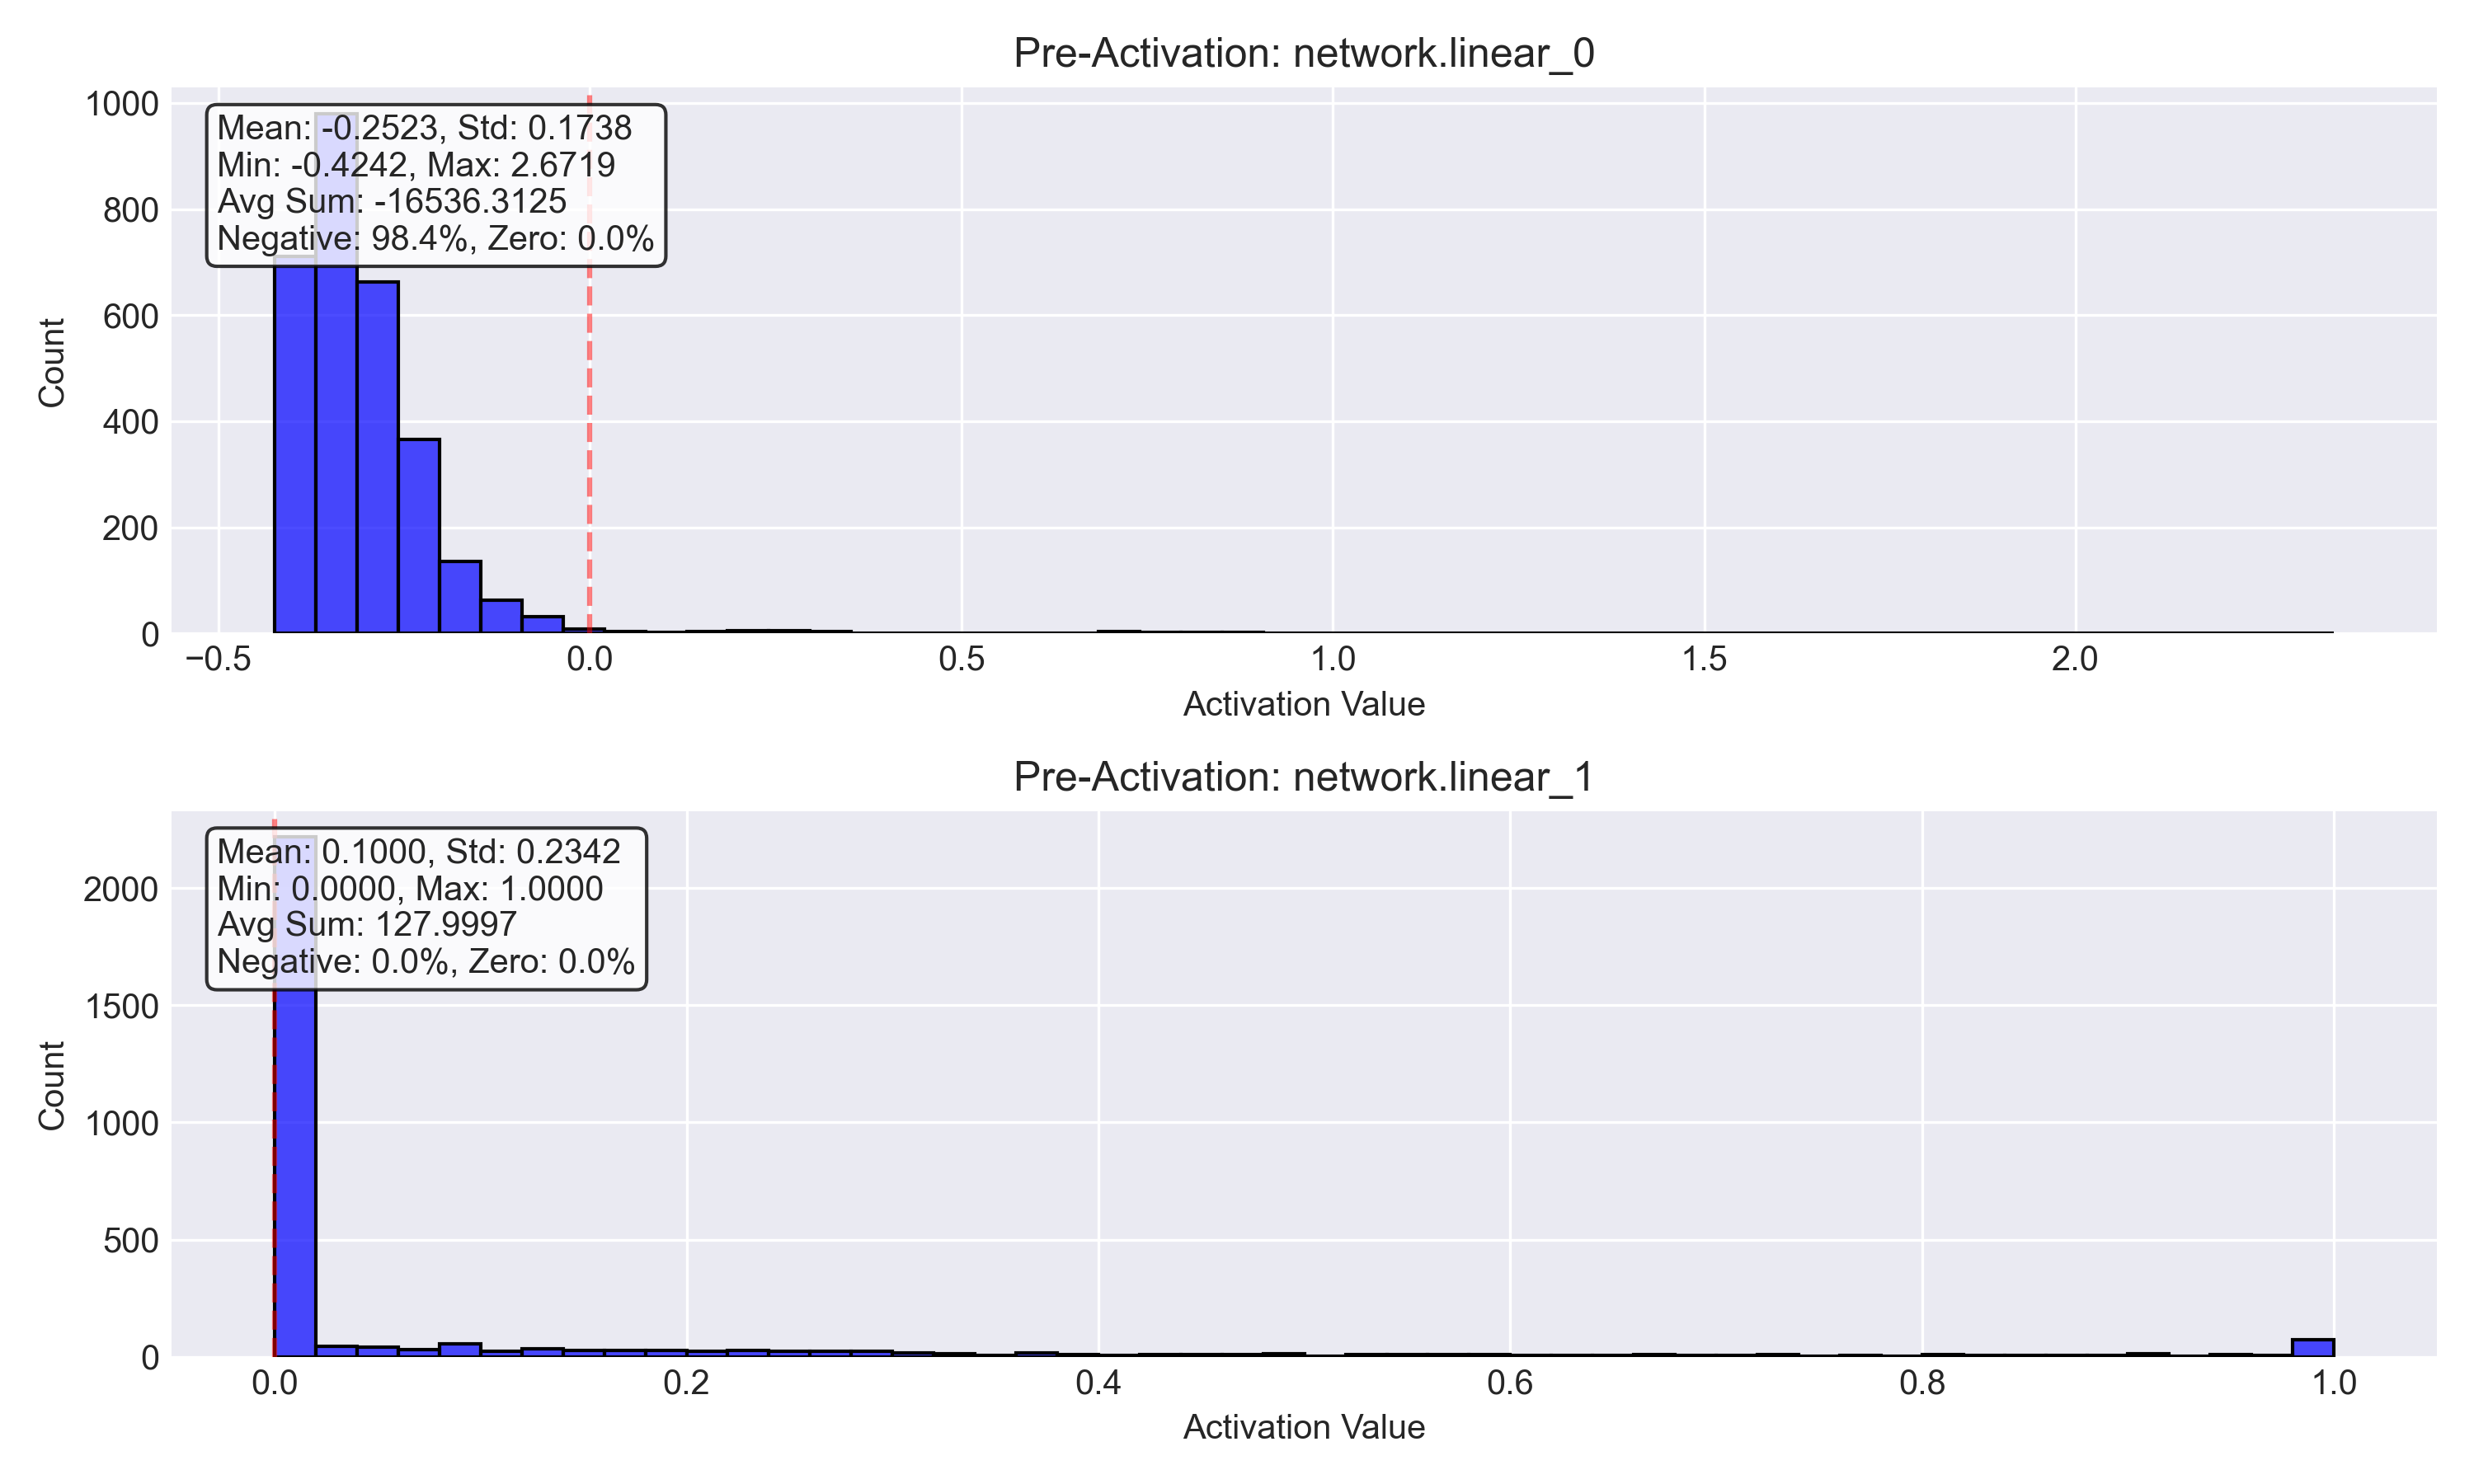 Pre-Activation: network.linear_0
Mean: -0.2523, Std: 0.1738
Min: -0.4242, Max: 2.6719
Avg Sum: -16536.3125
Negative: 98.4%, Zero: 0.0%
Count
1000
800
600
400
200
0
−0.5 0.0 0.5 1.0 1.5 2.0
Activation Value
Pre-Activation: network.linear_1
Mean: 0.1000, Std: 0.2342
Min: 0.0000, Max: 1.0000
Avg Sum: 127.9997
Negative: 0.0%, Zero: 0.0%
Count
2000
1500
1000
500
0
0.0 0.2 0.4 0.6 0.8 1.0
Activation Value